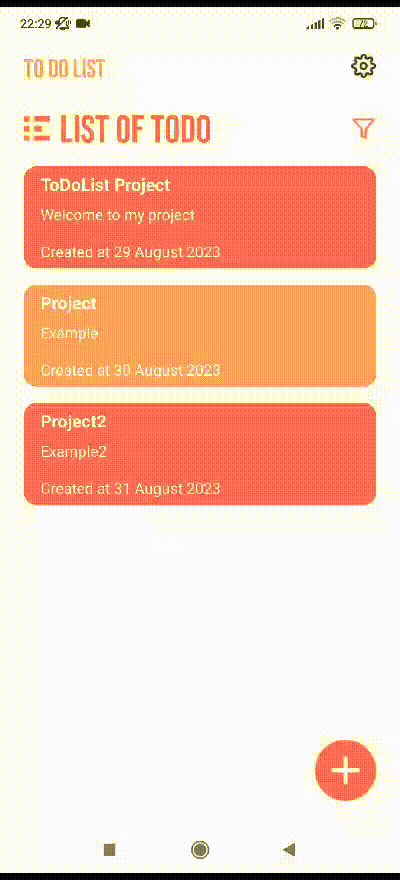 22:29
72
TO DO LIST
LIST OF TODO
ToDoList Project
Welcome to my project
Created at 29 August 2023
Project
Example
Created at 30 August 2023
Project2
Example2
Created at 31 August 2023